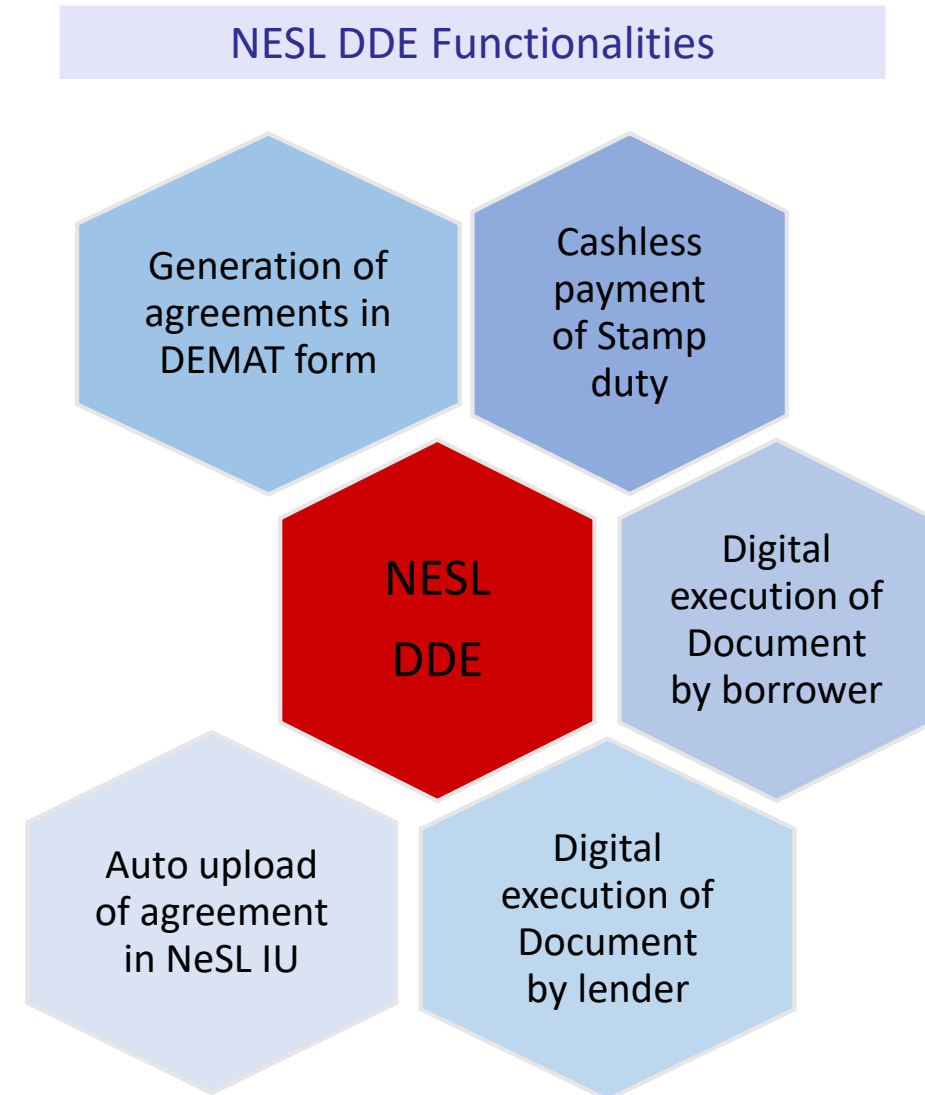 NESL DDE Functionalities
Generation of
agreements in
DEMAT form
Cashless
payment
of Stamp
duty
NESL
DDE
Digital
execution of
Document
by borrower
Auto upload
of agreement
in NeSL IU
Digital
execution of
Document
by lender